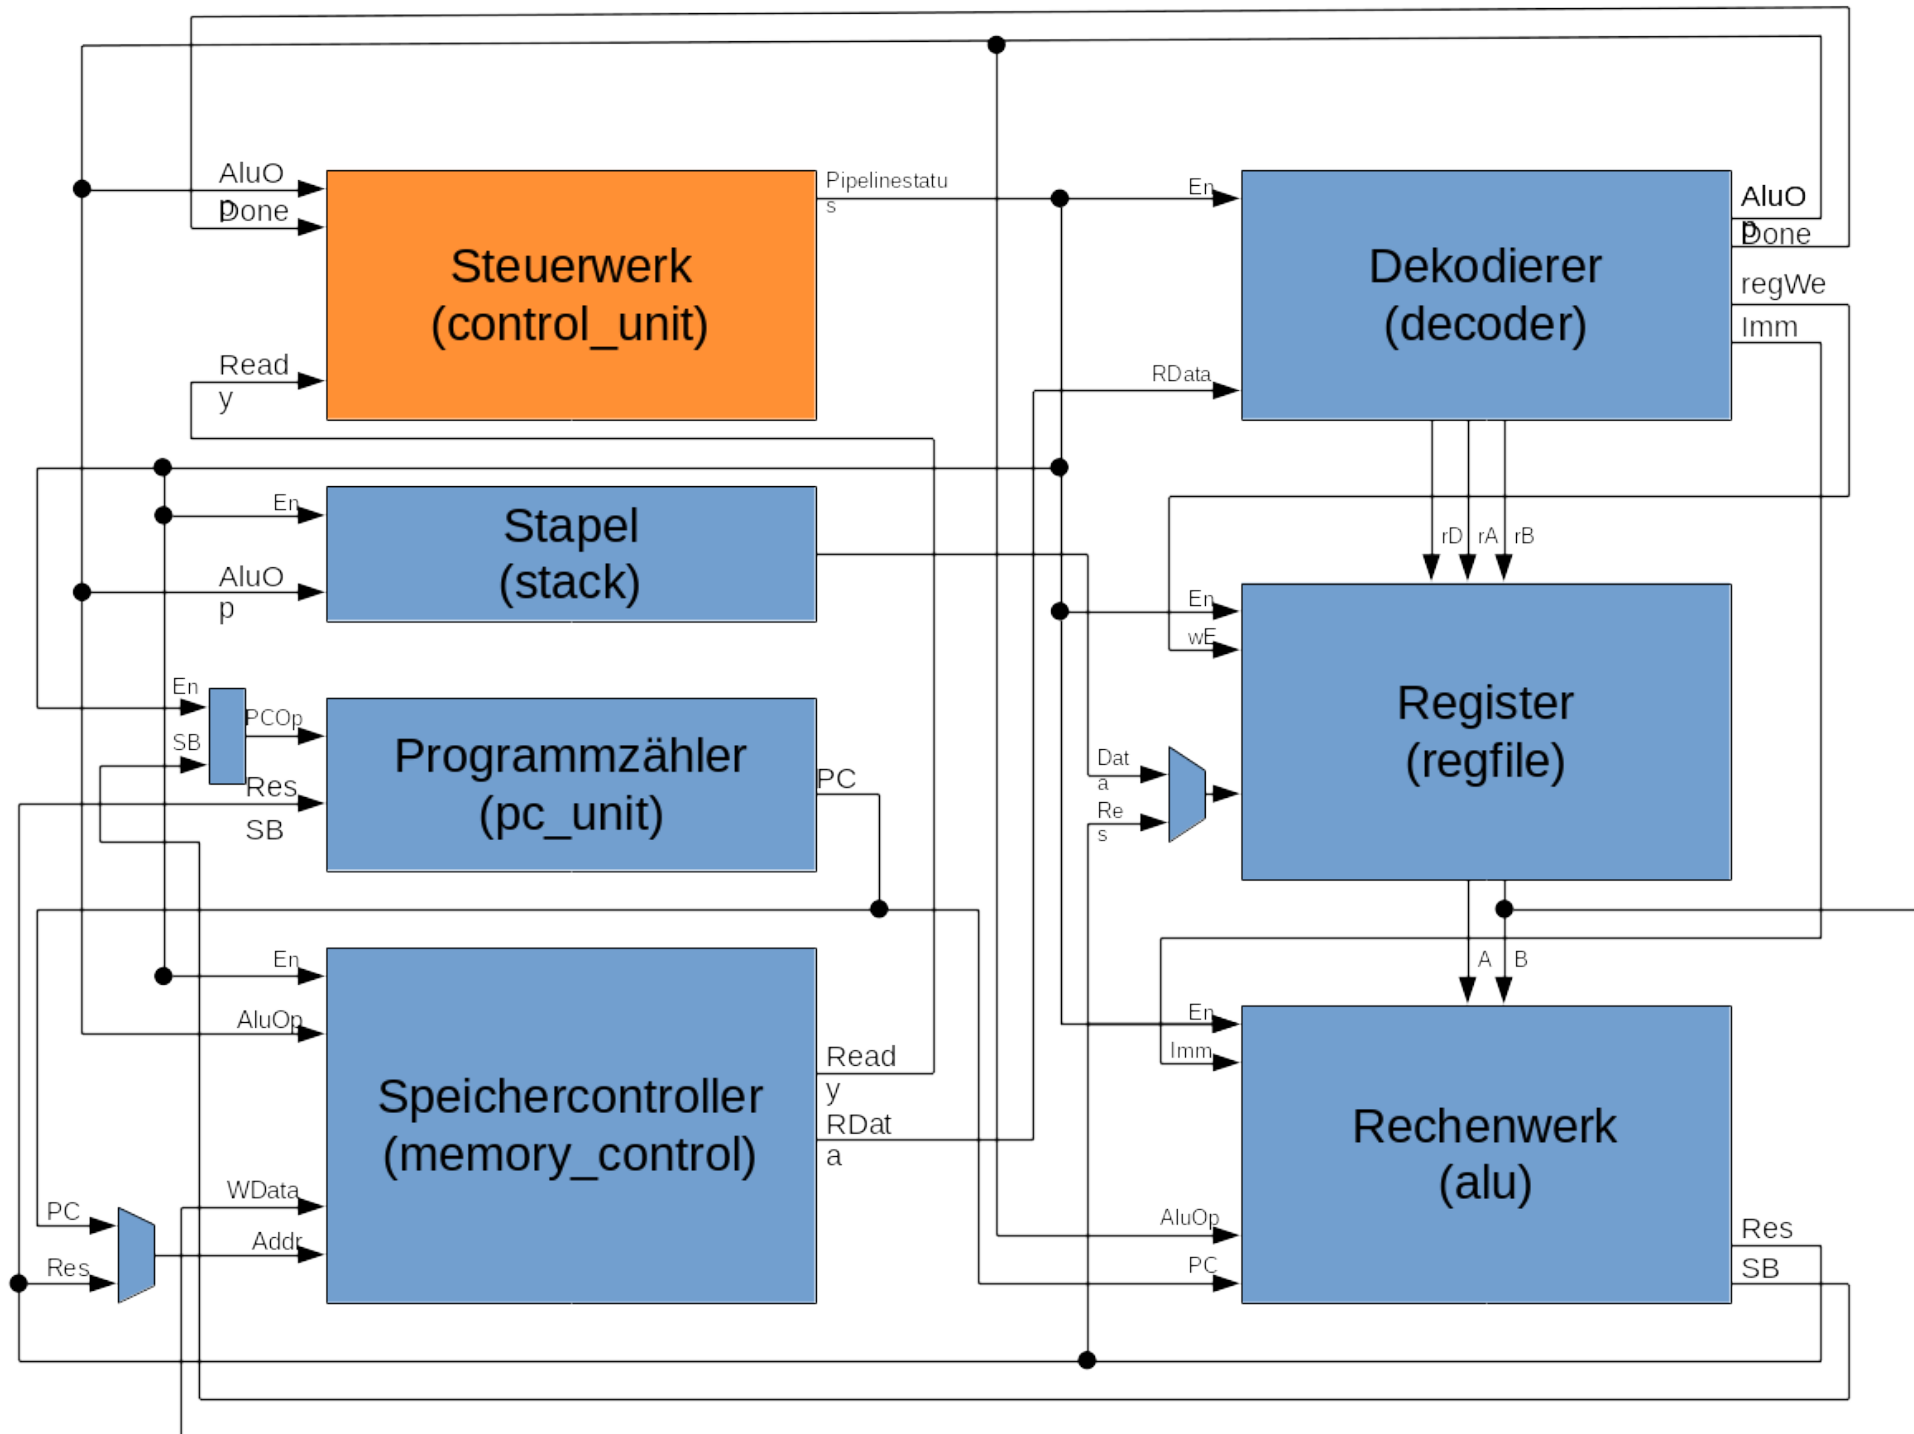 AluO
p
Done
Read
y
Steuerwerk
(control_unit)
Pipelinestatu
s
En
RData
Dekodierer
(decoder)
AluO
p
Done
regWe
Imm
En
AluO
p
Stapel
(stack)
rD
rA
rB
En
wE
Dat
a
Re
s
Register
(regfile)
En
SB
PCOp
Res
SB
Programmzähler
(pc_unit)
PC
A
B
En
AluOp
WData
Addr
PC
Res
Speichercontroller
(memory_control)
Read
y
RDat
a
En
Imm
AluOp
PC
Rechenwerk
(alu)
Res
SB